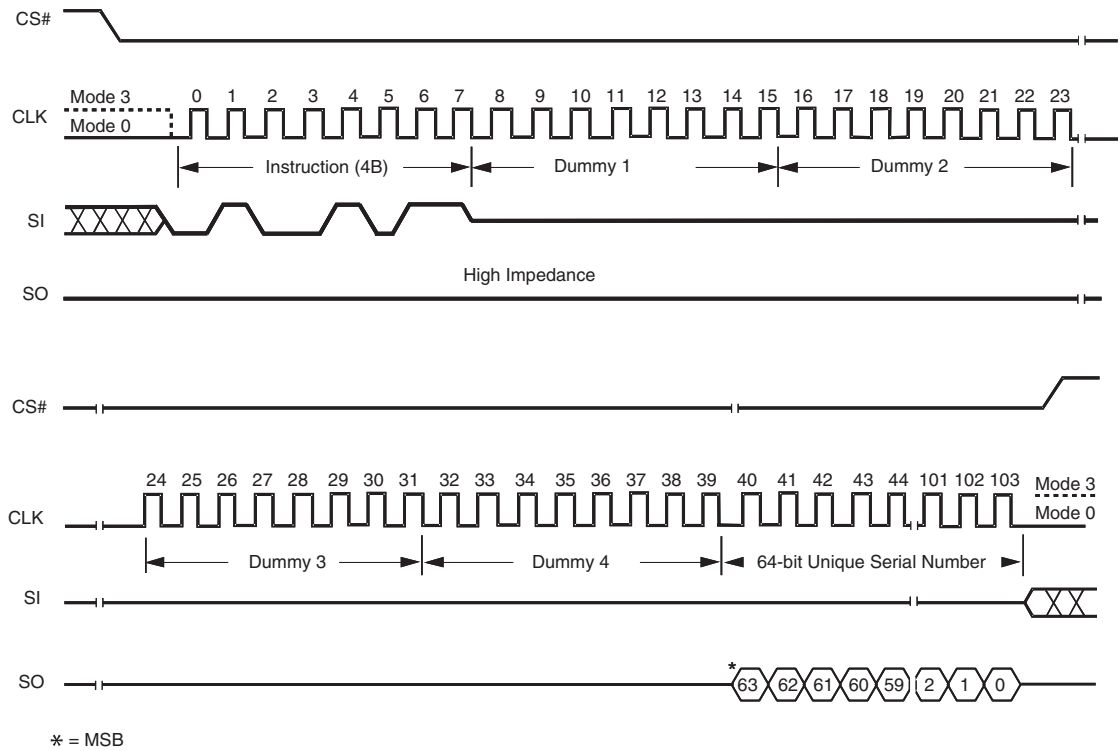 CS#
Mode 3
CLK
Mode 0
0 1 2 3 4 5 6 7 8 9 10 11 12 13 14 15 16 17 18 19 20 21 22 23
Instruction (4B) Dummy 1 Dummy 2
SI
High Impedance
SO
CS#
24 25 26 27 28 29 30 31 32 33 34 35 36 37 38 39 40 41 42 43 44 101 102 103
Mode 3
CLK
Mode 0
Dummy 3 Dummy 4 64-bit Unique Serial Number
SI
*
SO 63 62 61 60 59 2 1 0
* = MSB